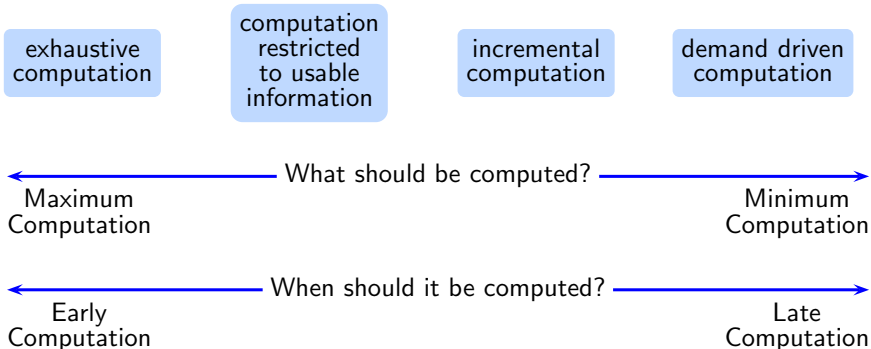 exhaustive
computation
computation
restricted
to usable
information
incremental
computation
demand driven
computation
What should be computed?
Maximum
Computation
Minimum
Computation
When should it be computed?
Early
Computation
Late
Computation